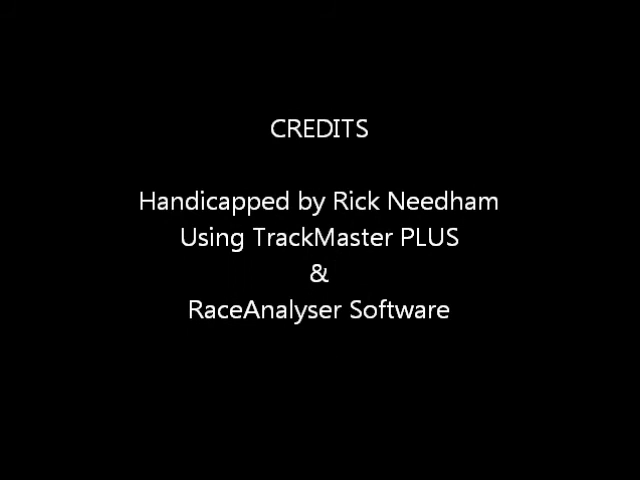 CREDITS
Handicapped by Rick Needham
Using TrackMaster PLUS
&
RaceAnalyser Software